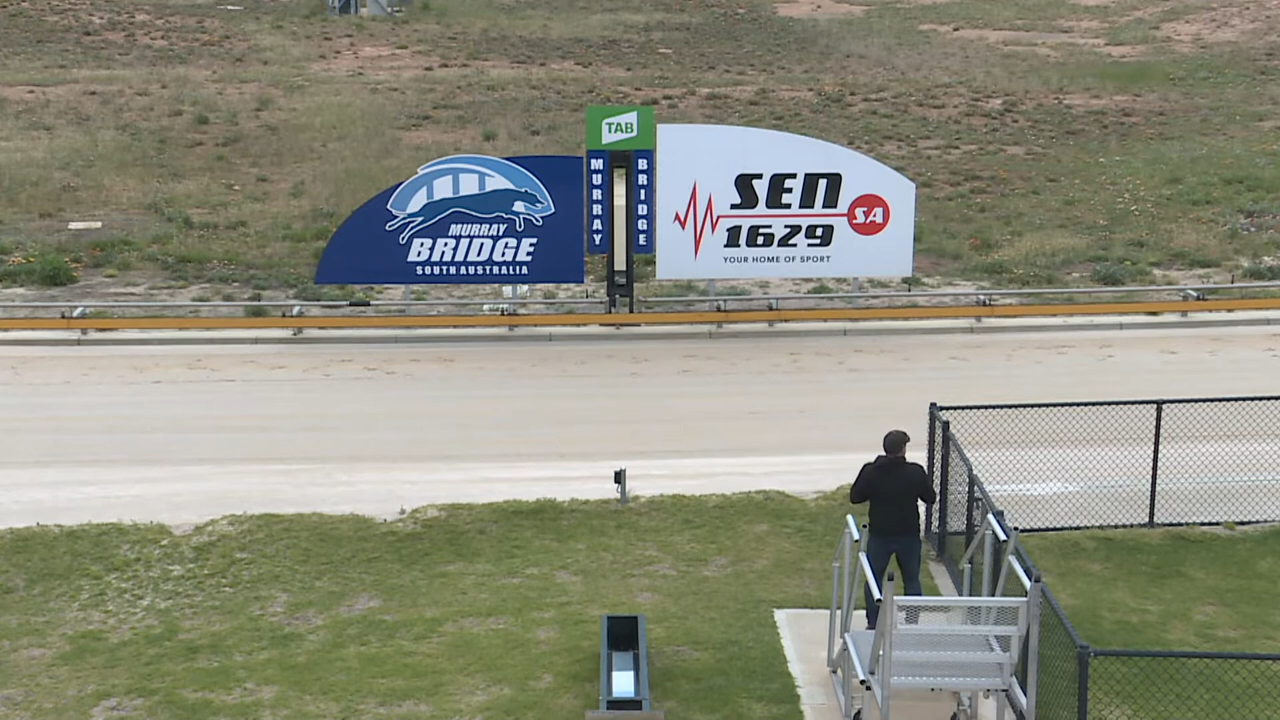 TAB
MURRAY
BRIDGE
MURRAY
BRIDGE
SOUTH AUSTRALIA
SEN
SA
1629
YOUR HOME OF SPORT